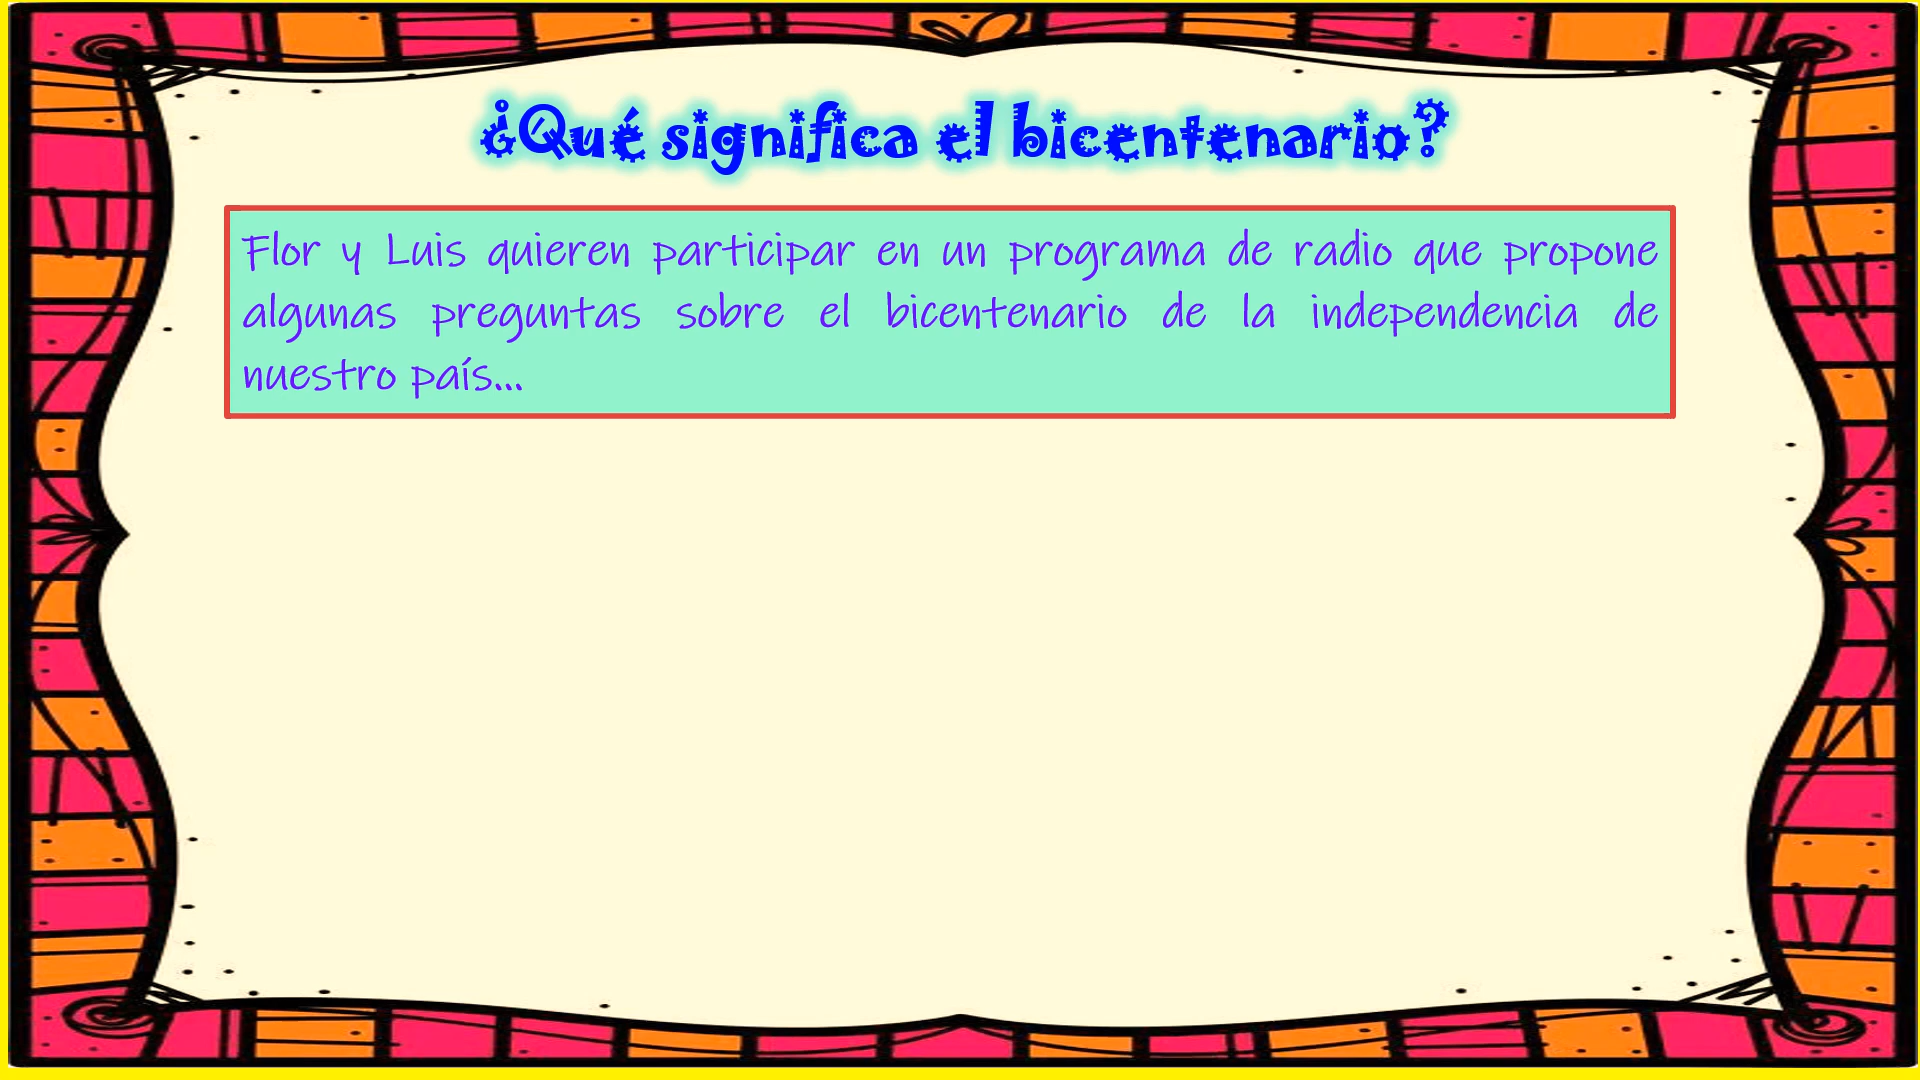 ¿Qué significa el bicentenario?
Flor y Luis quieren participar en un programa de radio que propone
algunas preguntas sobre el bicentenario de la independencia de
nuestro país...